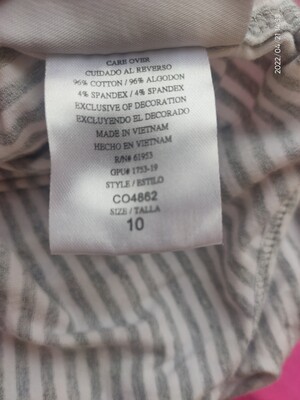 CARE OVER
CUIDADO AL REVERSO
96% COTTON / 96% ALGODON
4% SPANDEX / 4% SPANDEX
EXCLUSIVE OF DECORATION
EXCLUYENDO EL DECORADO
MADE IN VIETNAM
HECHO EN VIETNAM
R/N# 61953
GPU# 1753-19
STYLE / ESTILO
CO4862
SIZE / TALLA
10
2022/04/21 11:31